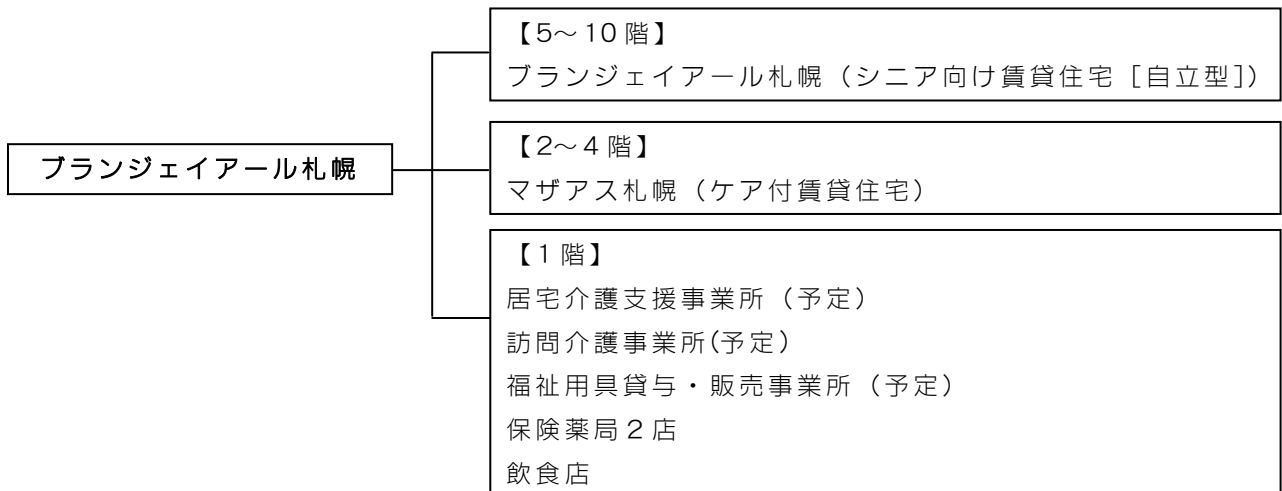 【5～10階】
ブランジェイアール札幌（シニア向け賃貸住宅［自立型］）
ブランジェイアール札幌
【2～4階】
マザアス札幌（ケア付賃貸住宅）
【1階】
居宅介護支援事業所（予定）
訪問介護事業所(予定）
福祉用具貸与・販売事業所（予定）
保険薬局２店
飲食店